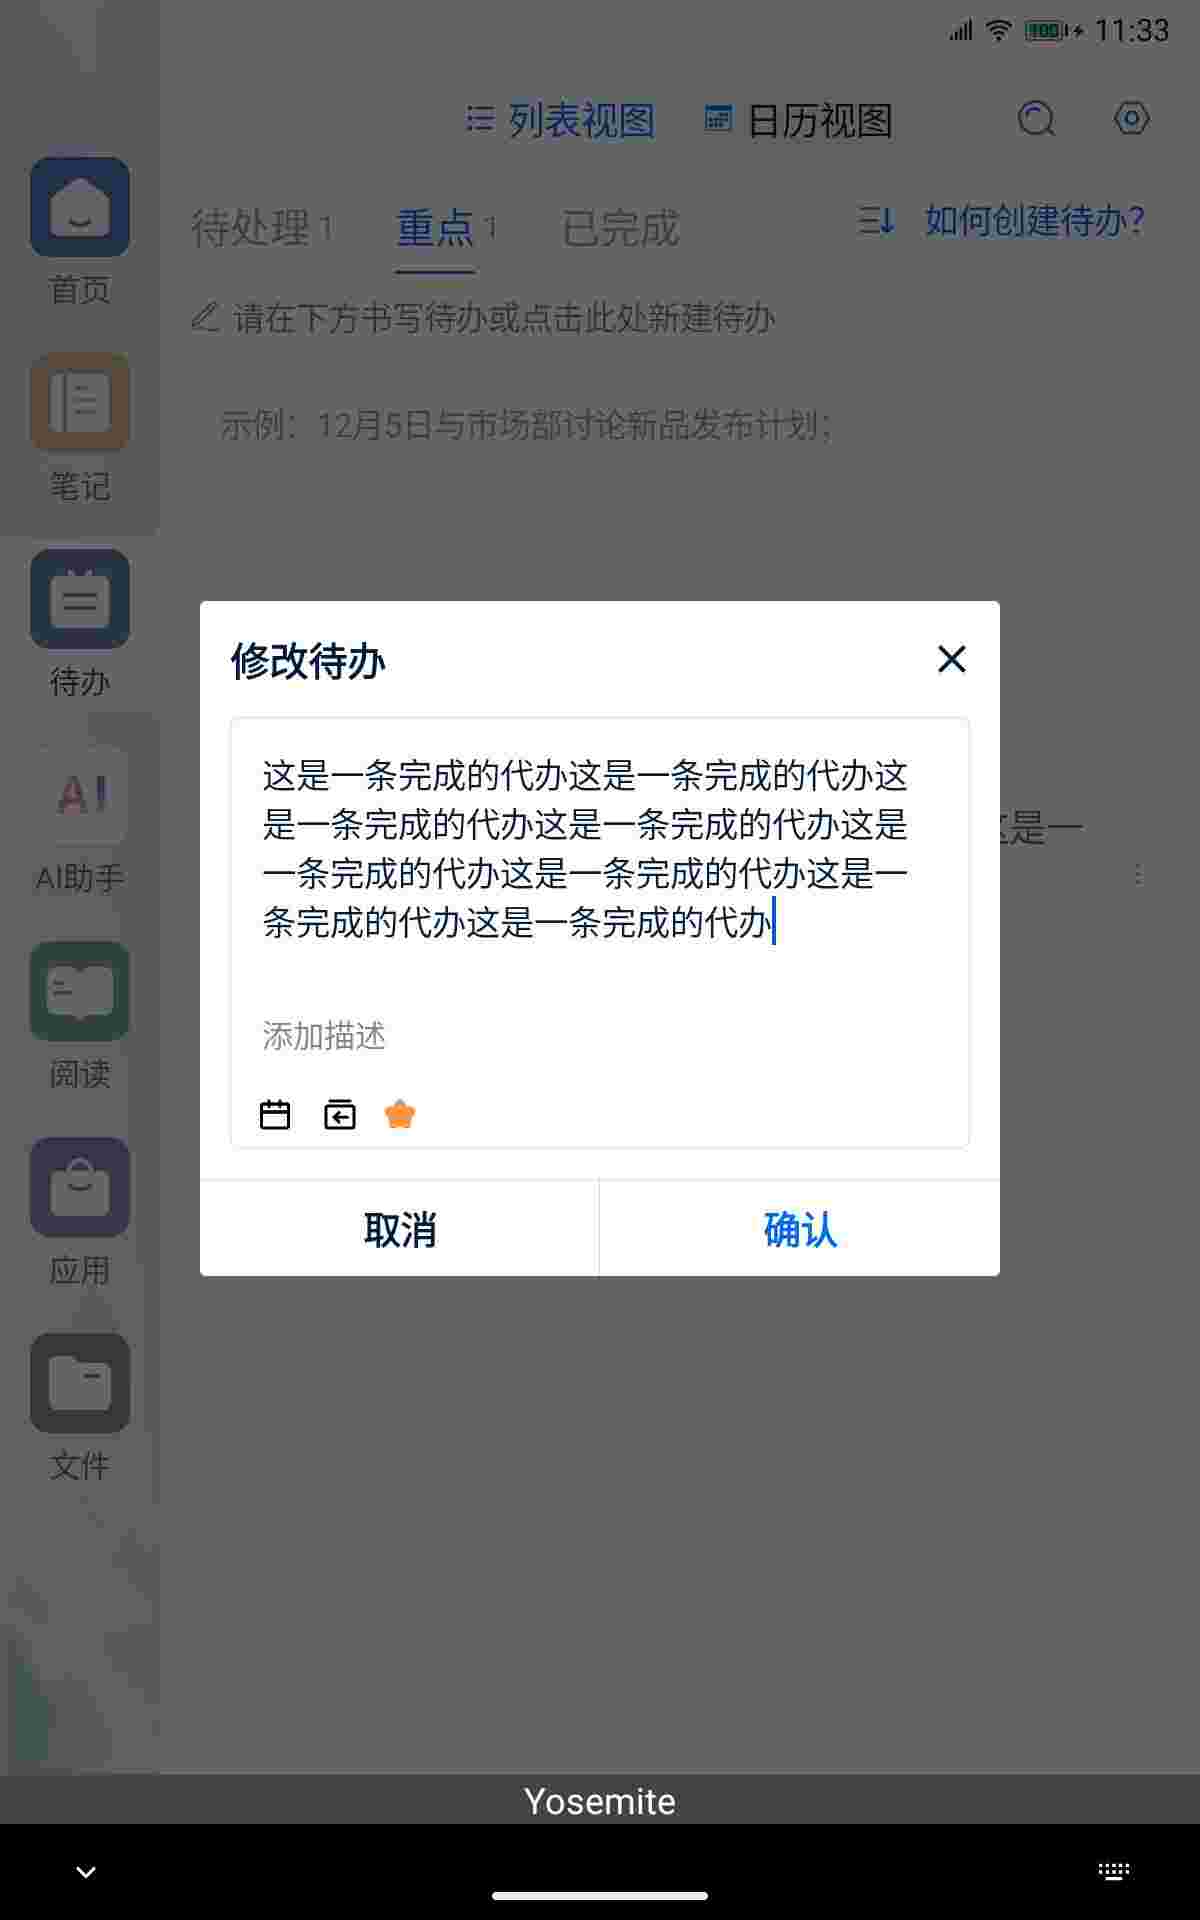 100 11:33
列表视图 日历视图
待处理 1 重点 1 已完成 如何创建待办?
首页
请在下方书写待办或点击此处新建待办
示例：12月5日与市场部讨论新品发布计划；
笔记
待办
修改待办
这是一条完成的代办这是一条完成的代办这
是一条完成的代办这是一条完成的代办这是
一条完成的代办这是一条完成的代办这是一
条完成的代办这是一条完成的代办
是一
AI
AI助手
添加描述
阅读
取消 确认
应用
文件
Yosemite